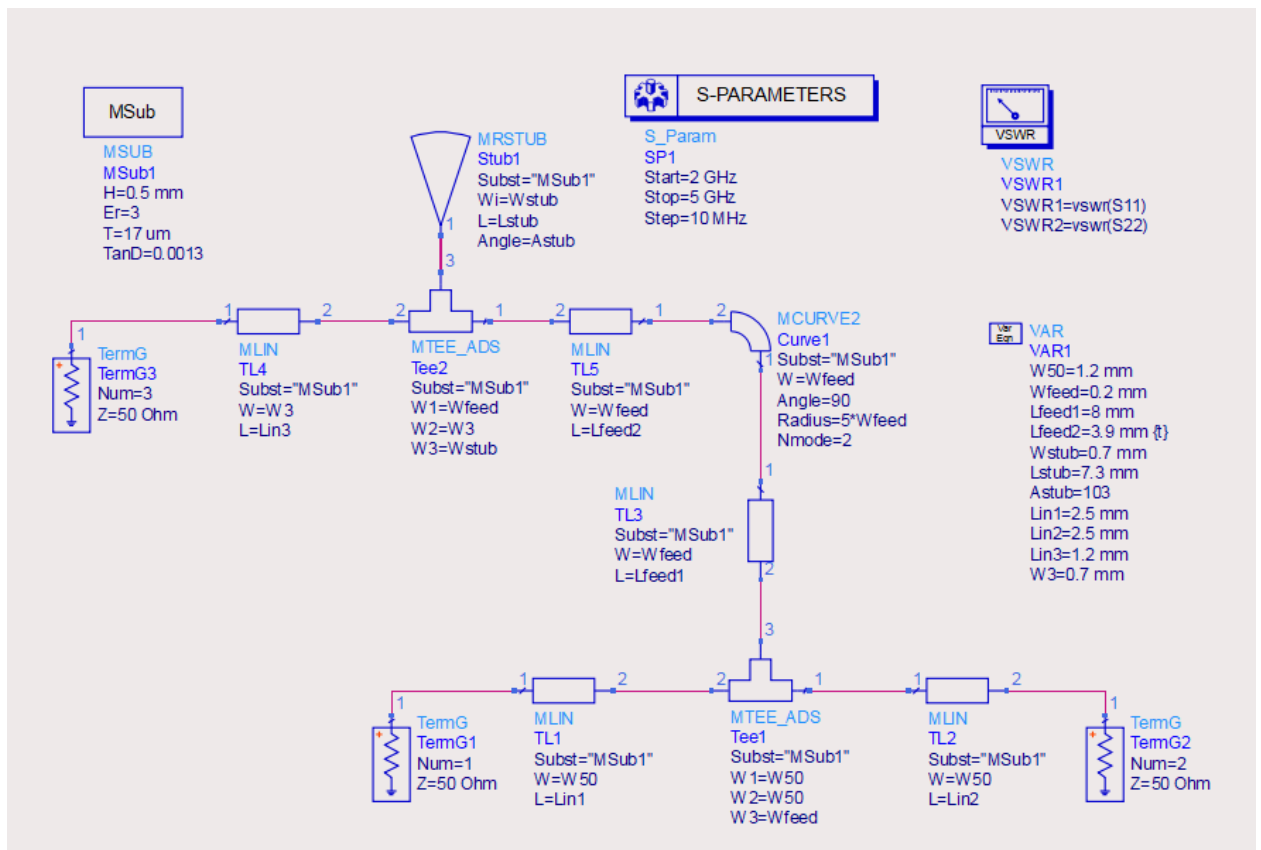 MSub
MSUB
MSub1
H=0.5 mm
Er=3
T=17 um
TanD=0.0013
MRSTUB
Stub1
Subst="MSub1"
Wi=Wstub
L=Lstub
Angle=Astub
1
3
S-PARAMETERS
S_Param
SP1
Start=2 GHz
Stop=5 GHz
Step=10 MHz
VSWR
VSWR
VSWR1
VSWR1=vswr(S11)
VSWR2=vswr(S22)
1
TermG
TermG3
Num=3
Z=50 Ohm
1
2
MLIN
TL4
Subst="MSub1"
W=W3
L=Lin3
2
1
MTEE_ADS
Tee2
Subst="MSub1"
W1=Wfeed
W2=W3
W3=Wstub
2
1
MLIN
TL5
Subst="MSub1"
W=Wfeed
L=Lfeed2
2
MCURVE2
Curve1
1
Subst="MSub1"
W=Wfeed
Angle=90
Radius=5*Wfeed
Nmode=2
Var
Eqn
VAR
VAR1
W50=1.2 mm
Wfeed=0.2 mm
Lfeed1=8 mm
Lfeed2=3.9 mm {t}
Wstub=0.7 mm
Lstub=7.3 mm
Astub=103
Lin1=2.5 mm
Lin2=2.5 mm
Lin3=1.2 mm
W3=0.7 mm
1
MLIN
TL3
Subst="MSub1"
W=Wfeed
L=Lfeed1
2
3
1
TermG
TermG1
Num=1
Z=50 Ohm
1
2
MLIN
TL1
Subst="MSub1"
W=W50
L=Lin1
2
1
MTEE_ADS
Tee1
Subst="MSub1"
W1=W50
W2=W50
W3=Wfeed
1
2
MLIN
TL2
Subst="MSub1"
W=W50
L=Lin2
1
TermG
TermG2
Num=2
Z=50 Ohm